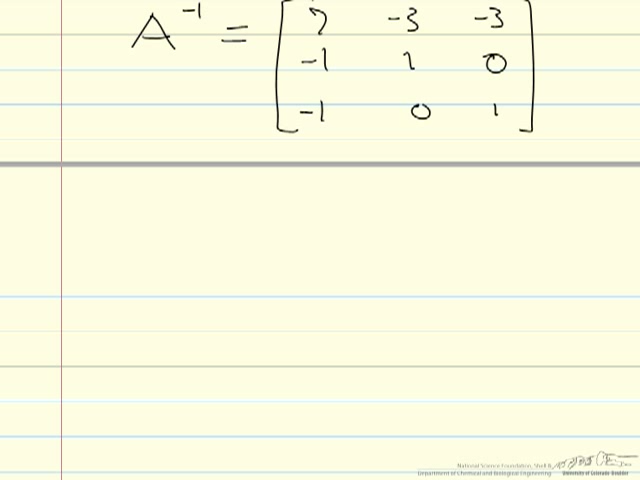 A⁻¹ = [ 7 -3 -3
-1 1 0
-1 0 1 ]
National Science Foundation, Shell &
Department of Chemical and Biological Engineering University of Colorado Boulder